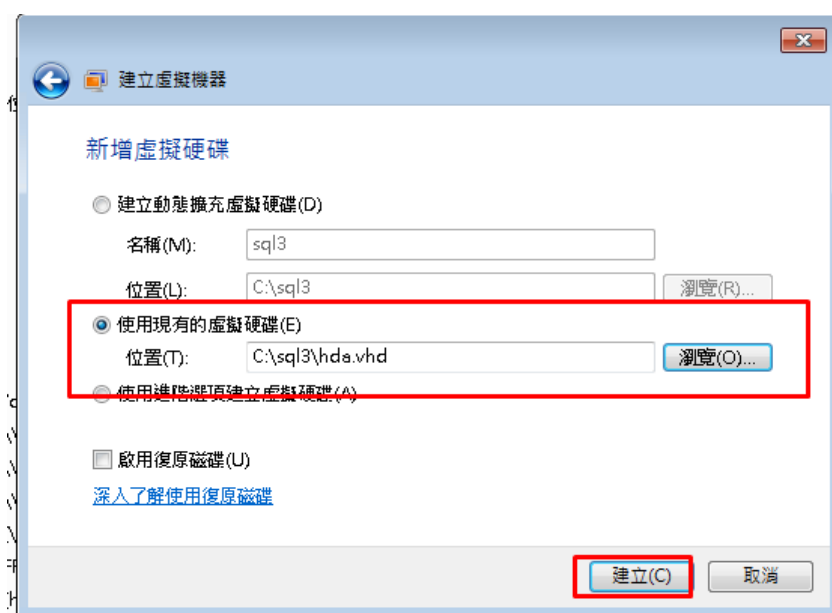 建立虛擬機器
新增虛擬硬碟
建立動態擴充虛擬硬碟(D)
名稱(M): sql3
位置(L): C:\sql3 瀏覽(R)...
使用現有的虛擬硬碟(E)
位置(T): C:\sql3\hda.vhd 瀏覽(O)...
使用進階選項建立虛擬硬碟(A)
啟用復原磁碟(U)
深入了解使用復原磁碟
建立(C) 取消